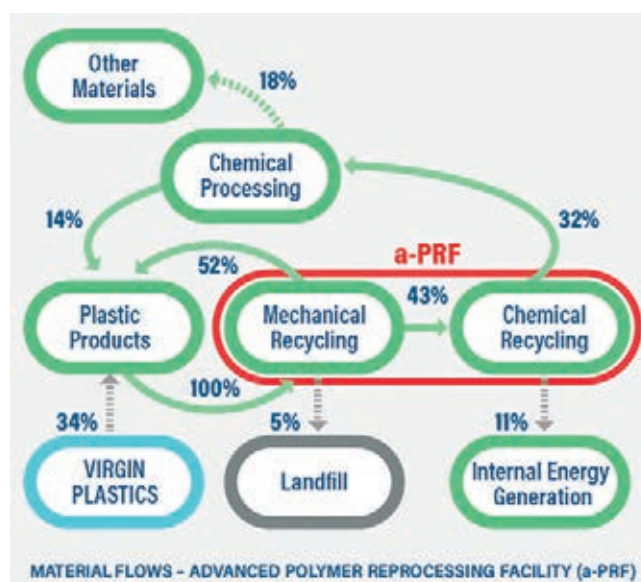 Other
Materials
18%
Chemical
Processing
14%
32%
a-PRF
52%
43%
Plastic
Products
Mechanical
Recycling
Chemical
Recycling
100%
34%
5%
11%
VIRGIN
PLASTICS
Landfill
Internal Energy
Generation
MATERIAL FLOWS – ADVANCED POLYMER REPROCESSING FACILITY (a-PRF)